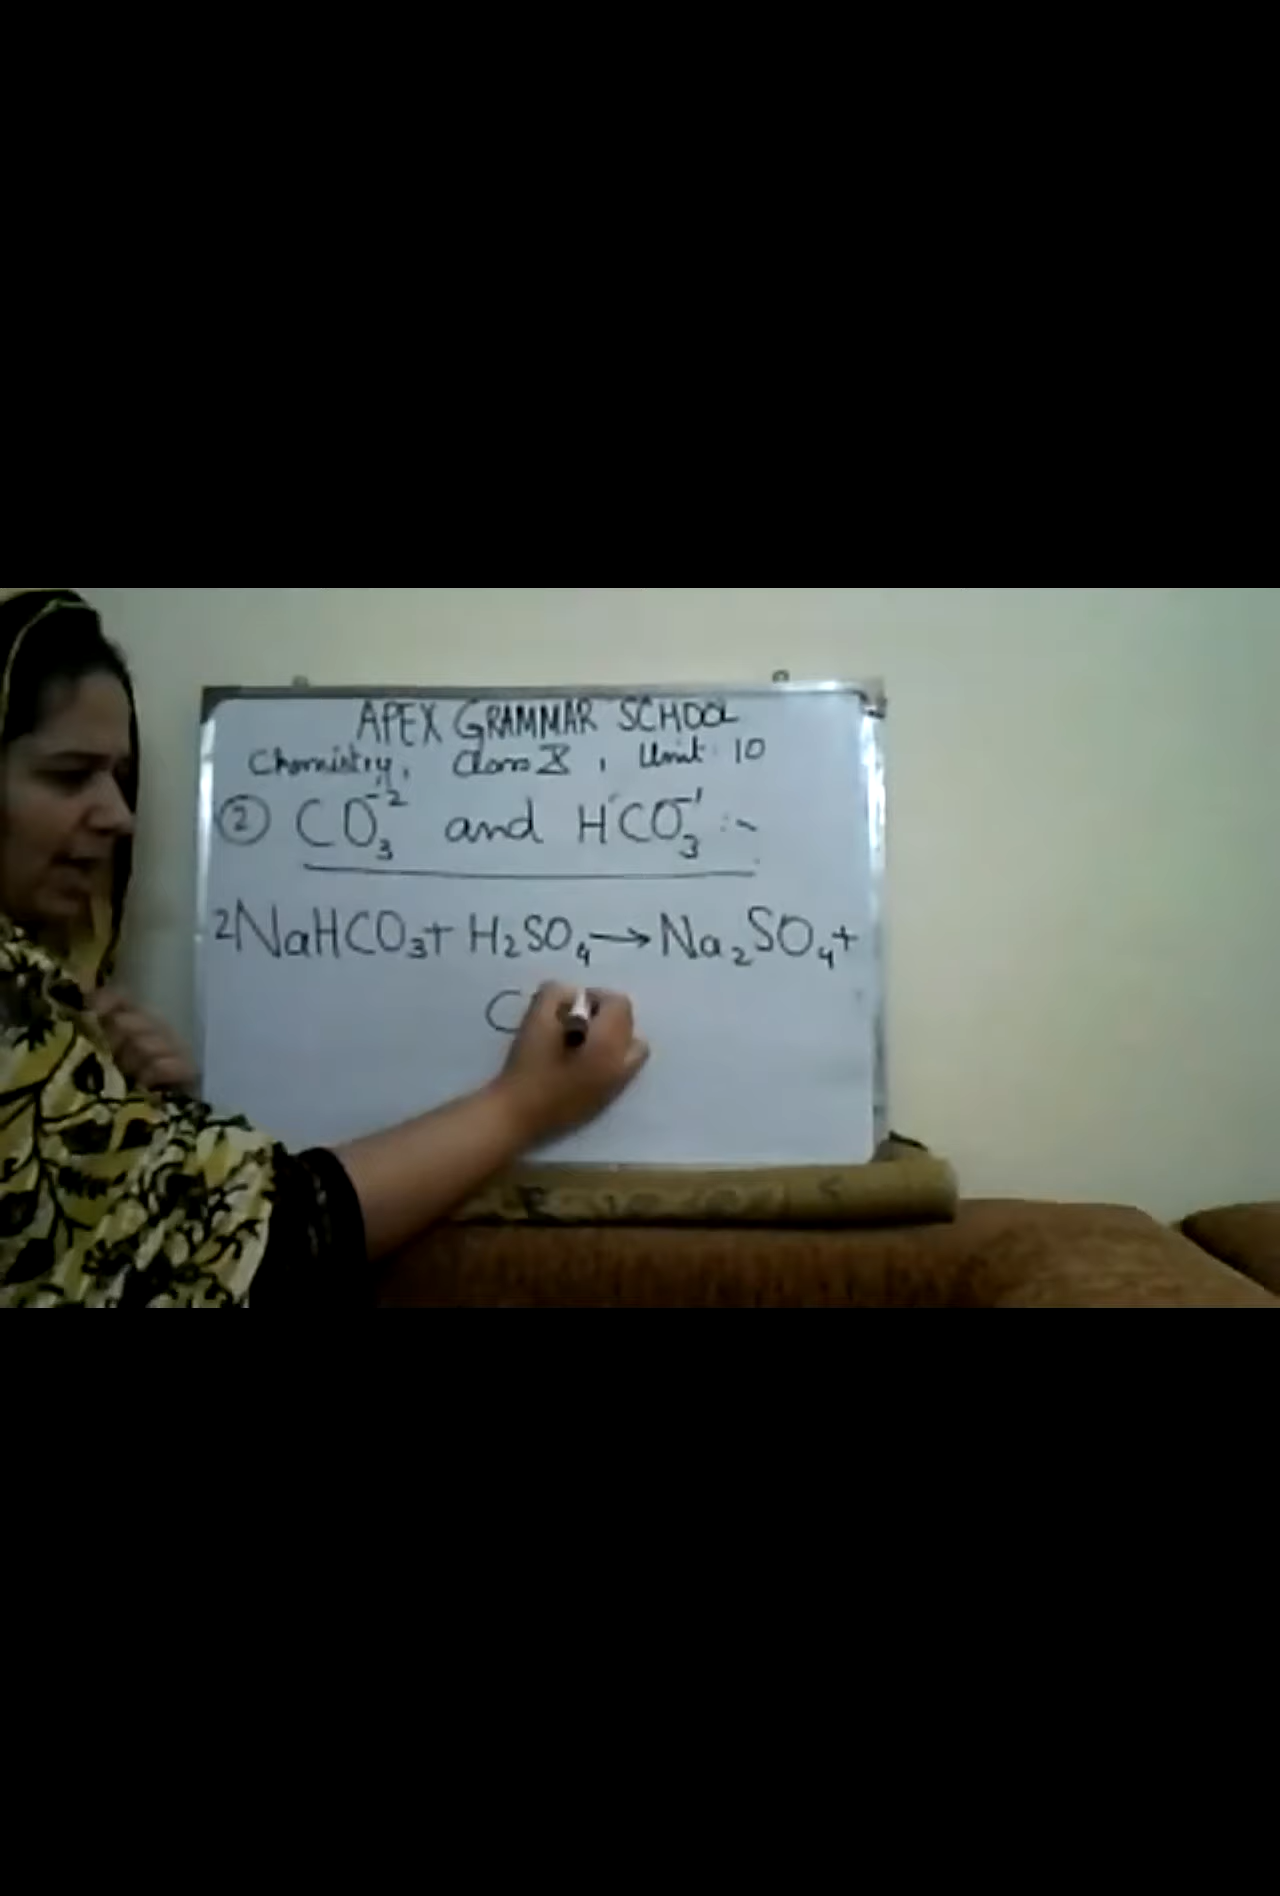 APEX GRAMMAR SCHOOL
Chemistry, Class X, Unit 10
② CO₃⁻² and HCO₃⁻¹ :-
2NaHCO₃ + H₂SO₄ → Na₂SO₄ +
C